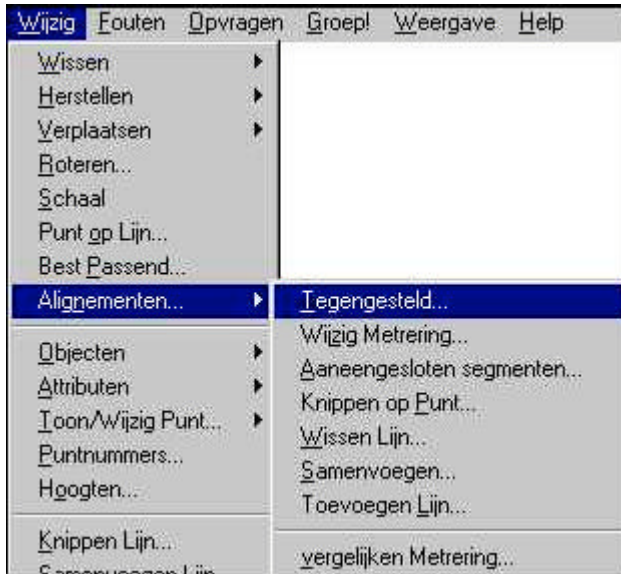 Wijzig Fouten Opvragen Groep! Weergave Help
Wissen
Herstellen
Verplaatsen
Roteren...
Schaal
Punt op Lijn...
Best Passend...
Alignementen...
Objecten
Attributen
Toon/Wijzig Punt...
Puntnummers...
Hoogten...
Knippen Lijn...
Tegengesteld...
Wijzig Metrering...
Aaneengesloten segmenten...
Knippen op Punt...
Wissen Lijn...
Samenvoegen...
Toevoegen Lijn...
vergelijken Metrering...